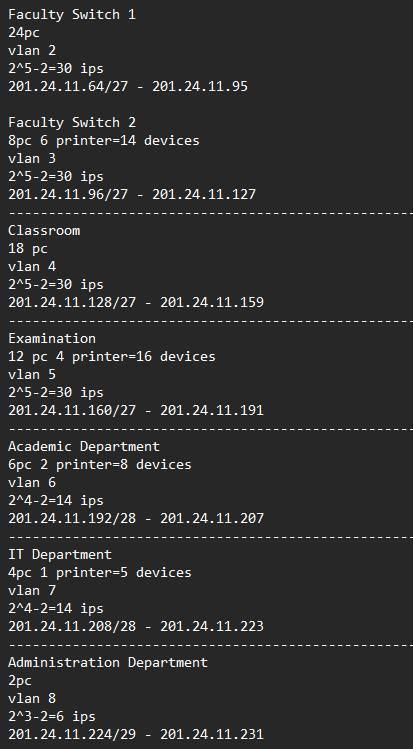 Faculty Switch 1
24pc
vlan 2
2^5-2=30 ips
201.24.11.64/27 - 201.24.11.95
Faculty Switch 2
8pc 6 printer=14 devices
vlan 3
2^5-2=30 ips
201.24.11.96/27 - 201.24.11.127
----------------------------------------------------
Classroom
18 pc
vlan 4
2^5-2=30 ips
201.24.11.128/27 - 201.24.11.159
----------------------------------------------------
Examination
12 pc 4 printer=16 devices
vlan 5
2^5-2=30 ips
201.24.11.160/27 - 201.24.11.191
----------------------------------------------------
Academic Department
6pc 2 printer=8 devices
vlan 6
2^4-2=14 ips
201.24.11.192/28 - 201.24.11.207
----------------------------------------------------
IT Department
4pc 1 printer=5 devices
vlan 7
2^4-2=14 ips
201.24.11.208/28 - 201.24.11.223
----------------------------------------------------
Administration Department
2pc
vlan 8
2^3-2=6 ips
201.24.11.224/29 - 201.24.11.231